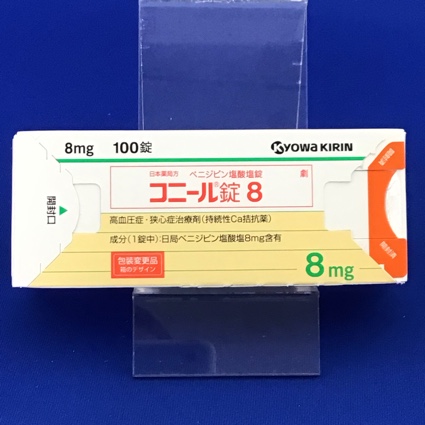 8mg 100錠
KYOWA KIRIN
日本薬局方 ベニジピン塩酸塩錠 劇
コニール錠 8
高血圧症・狭心症治療剤(持続性Ca拮抗薬)
成分(1錠中):日局ベニジピン塩酸塩8mg含有
包装変更品
箱のデザイン
8mg
開封口